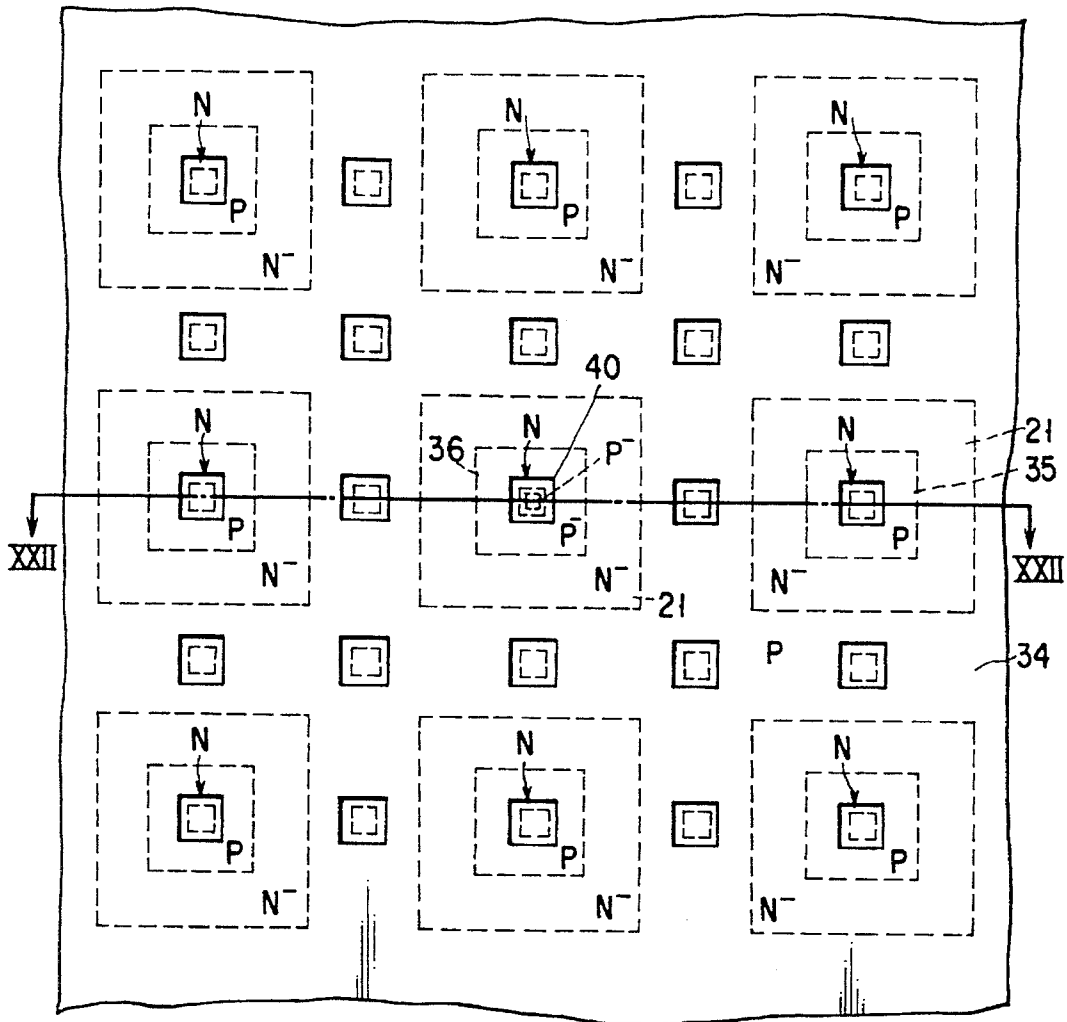 N N N
P P P
N⁻ N⁻ N⁻
40
N N P⁻ N 21
36 35
P P⁻ P
XXII N⁻ N⁻ N⁻ XXII
21
P 34
N N N
P P P
N⁻ N⁻ N⁻